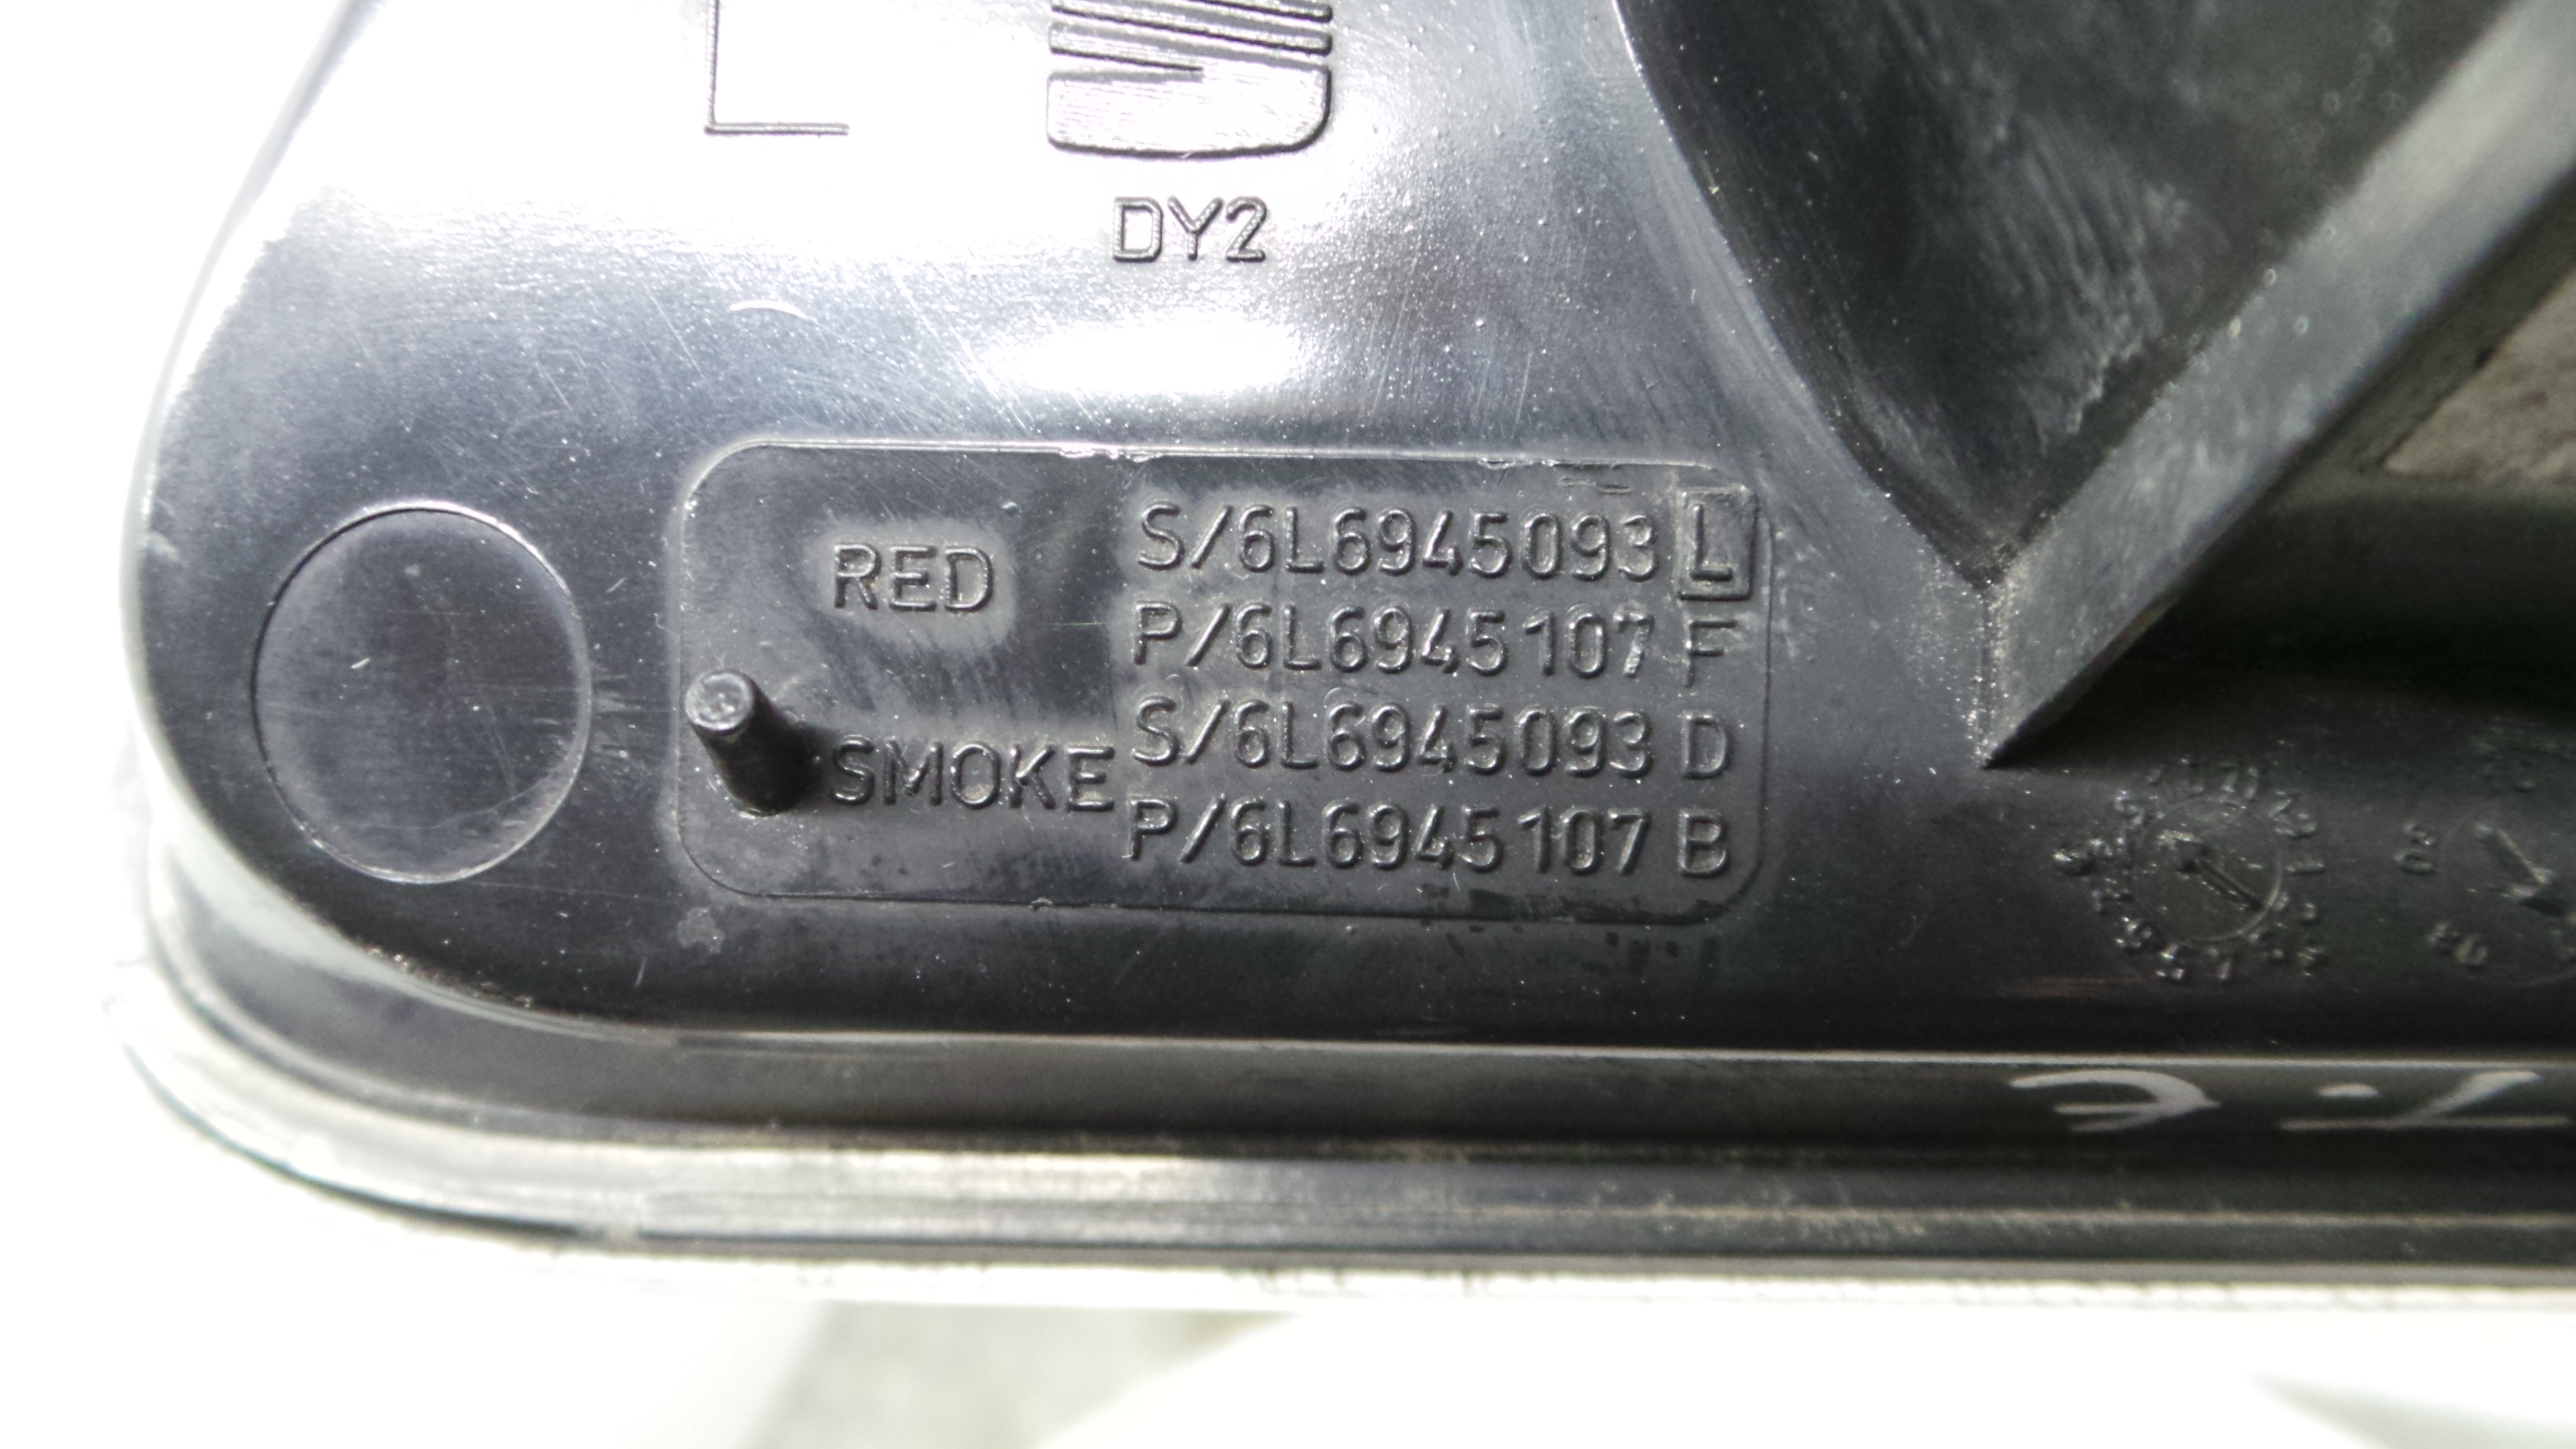 L
DY2
RED
S/6L6945093 L
P/6L6945107 F
SMOKE
S/6L6945093 D
P/6L6945107 B